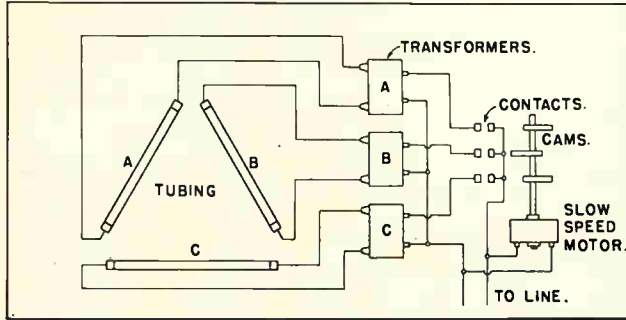 TRANSFORMERS.
A
CONTACTS.
CAMS.
A
B
B
TUBING
SLOW
SPEED
MOTOR.
C
C
TO LINE.